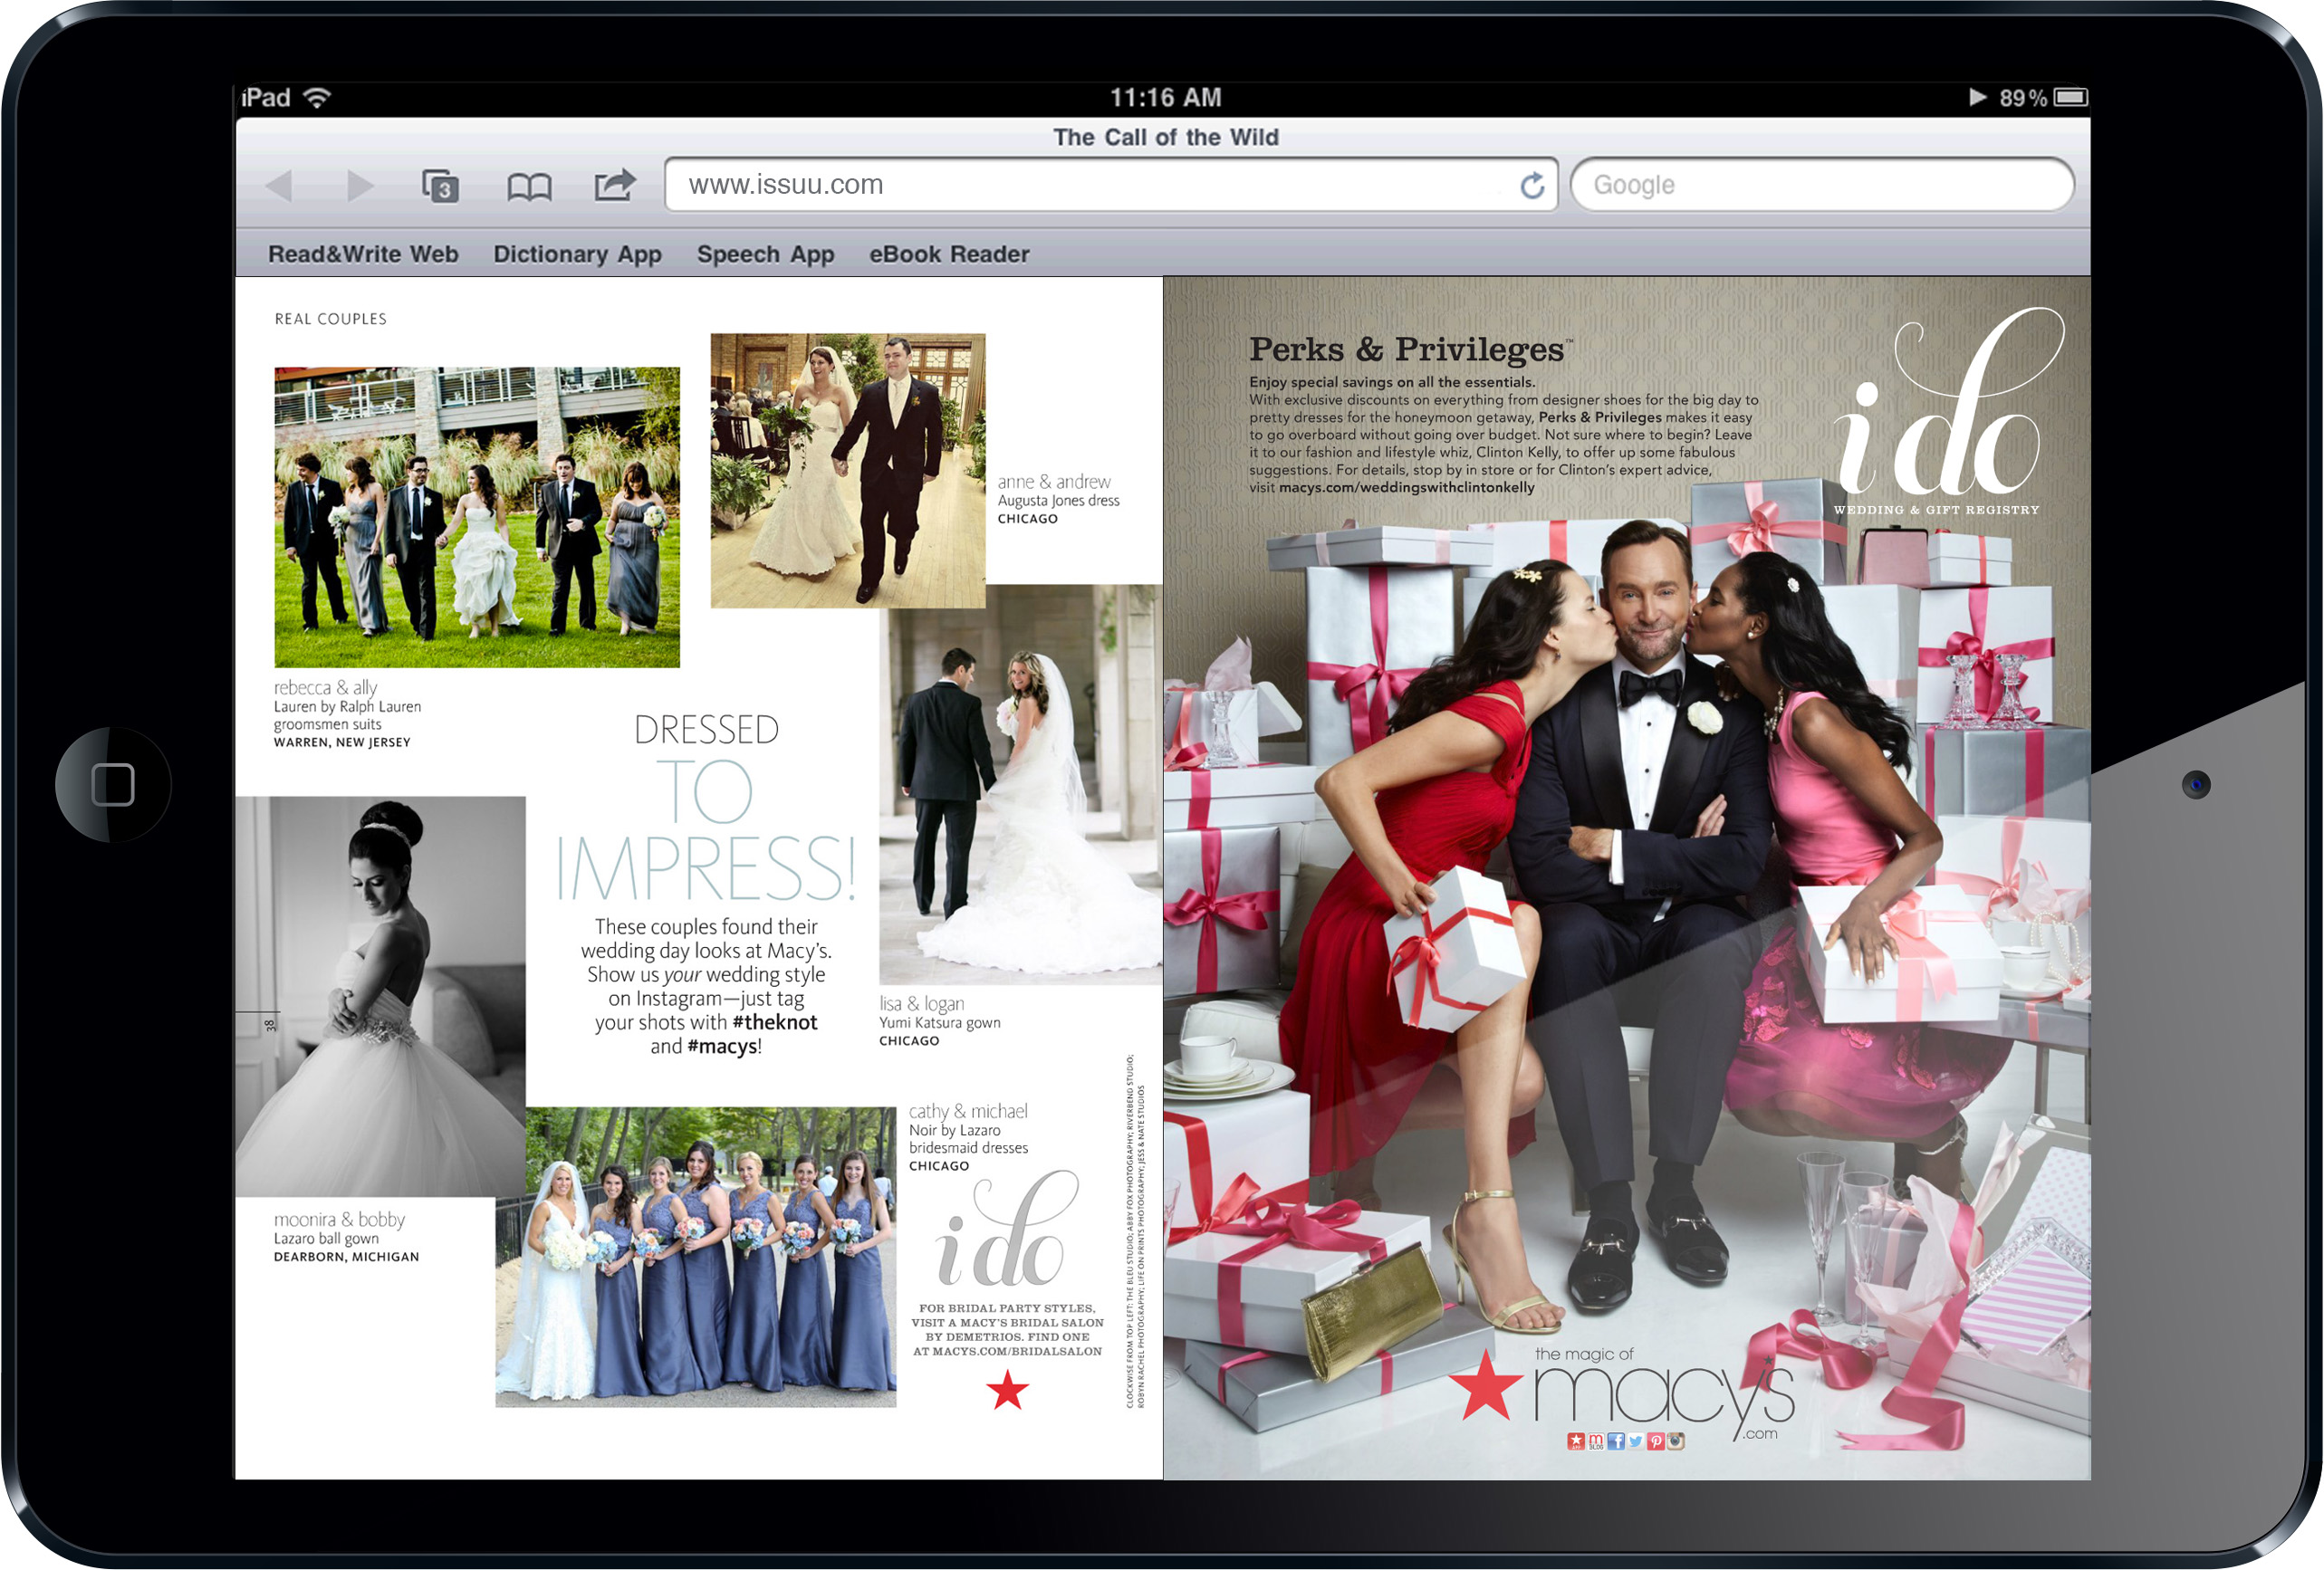 iPad
11:16 AM
89%
The Call of the Wild
3
www.issuu.com
Google
Read&Write Web
Dictionary App
Speech App
eBook Reader
REAL COUPLES
anne & andrew
Augusta Jones dress
CHICAGO
rebecca & ally
Lauren by Ralph Lauren
groomsmen suits
WARREN, NEW JERSEY
DRESSED
TO
IMPRESS!
These couples found their
wedding day looks at Macy's.
Show us your wedding style
on Instagram—just tag
your shots with #theknot
and #macys!
lisa & logan
Yumi Katsura gown
CHICAGO
38
moonira & bobby
Lazaro ball gown
DEARBORN, MICHIGAN
cathy & michael
Noir by Lazaro
bridesmaid dresses
CHICAGO
i do
FOR BRIDAL PARTY STYLES,
VISIT A MACY'S BRIDAL SALON
BY DEMETRIOS. FIND ONE
AT MACYS.COM/BRIDALSALON
CLOCKWISE FROM TOP LEFT: THE BLEU STUDIO; ABBY FOX PHOTOGRAPHY; RIVERBEND STUDIO;
ROBYN RACHEL PHOTOGRAPHY; LIFE ON PRINTS PHOTOGRAPHY; JESS & NATE STUDIOS
Perks & Privileges™
Enjoy special savings on all the essentials.
With exclusive discounts on everything from designer shoes for the big day to
pretty dresses for the honeymoon getaway, Perks & Privileges makes it easy
to go overboard without going over budget. Not sure where to begin? Leave
it to our fashion and lifestyle whiz, Clinton Kelly, to offer up some fabulous
suggestions. For details, stop by in store or for Clinton's expert advice,
visit macys.com/weddingswithclintonkelly
i do
WEDDING & GIFT REGISTRY
the magic of
macy's
.com